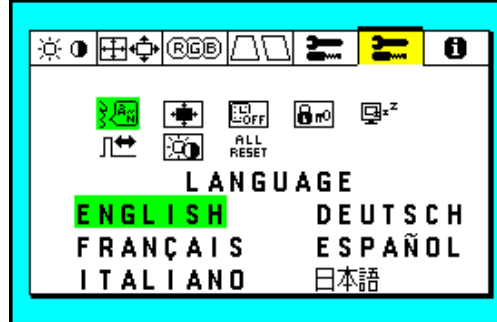 RGB
OFF
ALL
RESET
LANGUAGE
ENGLISH DEUTSCH
FRANÇAIS ESPAÑOL
ITALIANO 日本語